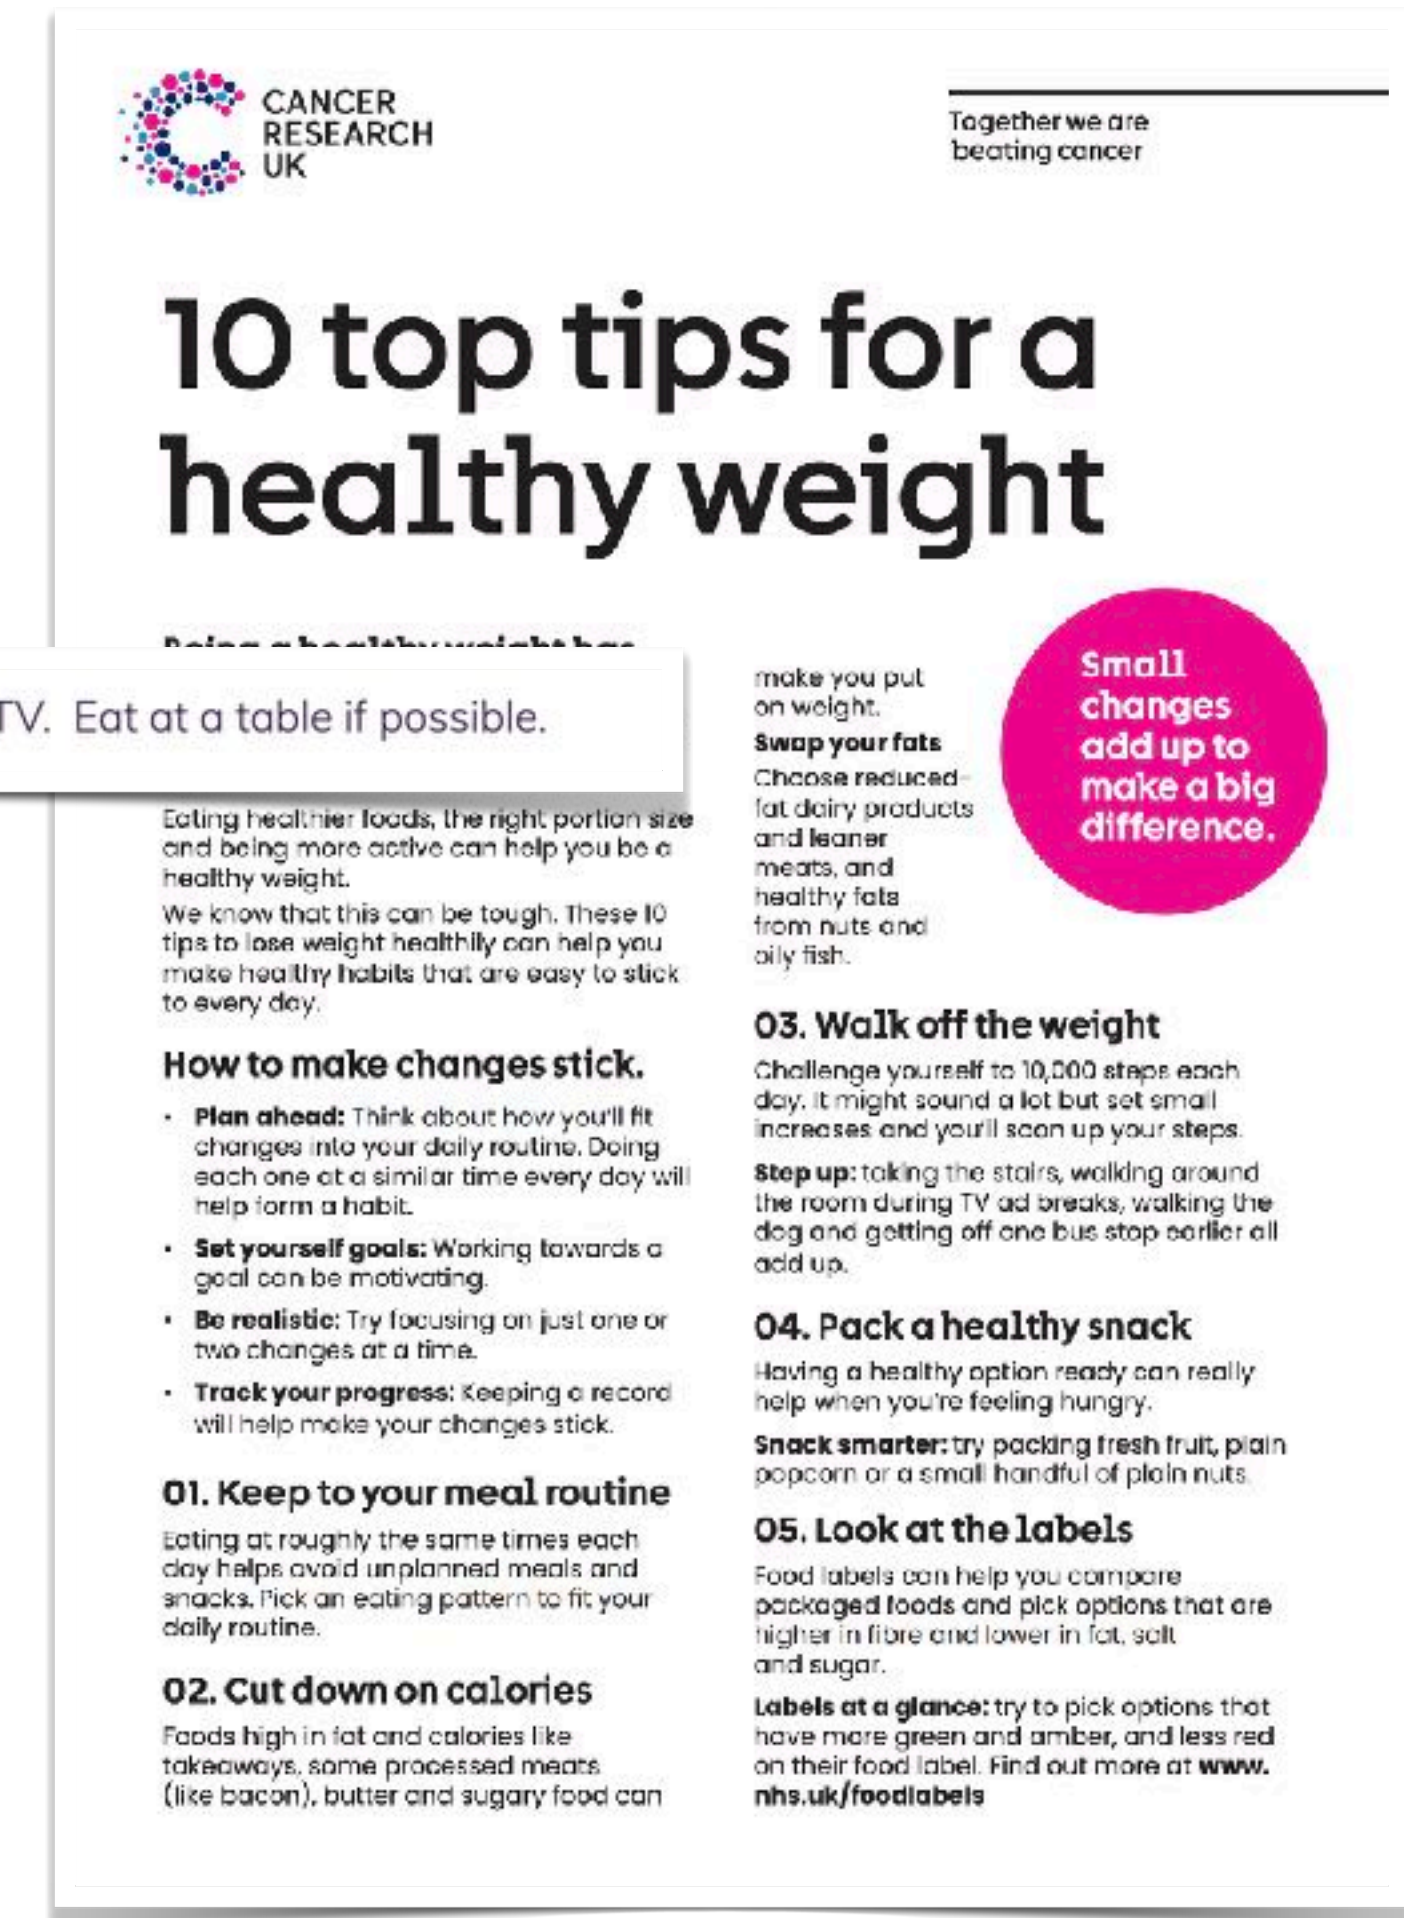 CANCER
RESEARCH
UK
Together we are
beating cancer
10 top tips for a
healthy weight
Being a healthy weight has
TV. Eat at a table if possible.
Eating healthier foods, the right portion size
and being more active can help you be a
healthy weight.
We know that this can be tough. These 10
tips to lose weight healthily can help you
make healthy habits that are easy to stick
to every day.
How to make changes stick.
• Plan ahead: Think about how you'll fit
changes into your daily routine. Doing
each one at a similar time every day will
help form a habit.
• Set yourself goals: Working towards a
goal can be motivating.
• Be realistic: Try focusing on just one or
two changes at a time.
• Track your progress: Keeping a record
will help make your changes stick.
01. Keep to your meal routine
Eating at roughly the same times each
day helps avoid unplanned meals and
snacks. Pick an eating pattern to fit your
daily routine.
02. Cut down on calories
Foods high in fat and calories like
takeaways, some processed meats
(like bacon), butter and sugary food can
make you put
on weight.
Swap your fats
Choose reduced-
fat dairy products
and leaner
meats, and
healthy fats
from nuts and
oily fish.
Small
changes
add up to
make a big
difference.
03. Walk off the weight
Challenge yourself to 10,000 steps each
day. It might sound a lot but set small
increases and you'll soon up your steps.
Step up: taking the stairs, walking around
the room during TV ad breaks, walking the
dog and getting off one bus stop earlier all
add up.
04. Pack a healthy snack
Having a healthy option ready can really
help when you're feeling hungry.
Snack smarter: try packing fresh fruit, plain
popcorn or a small handful of plain nuts.
05. Look at the labels
Food labels can help you compare
packaged foods and pick options that are
higher in fibre and lower in fat, salt
and sugar.
Labels at a glance: try to pick options that
have more green and amber, and less red
on their food label. Find out more at www.
nhs.uk/foodlabels